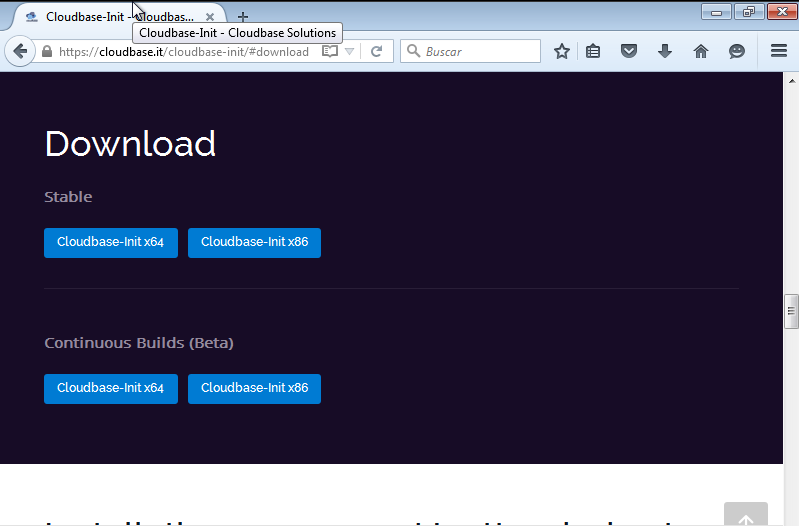 Cloudbase-Init - Cloudbas...
Cloudbase-Init - Cloudbase Solutions
https://cloudbase.it/cloudbase-init/#download
Buscar
Download
Stable
Cloudbase-Init x64
Cloudbase-Init x86
Continuous Builds (Beta)
Cloudbase-Init x64
Cloudbase-Init x86